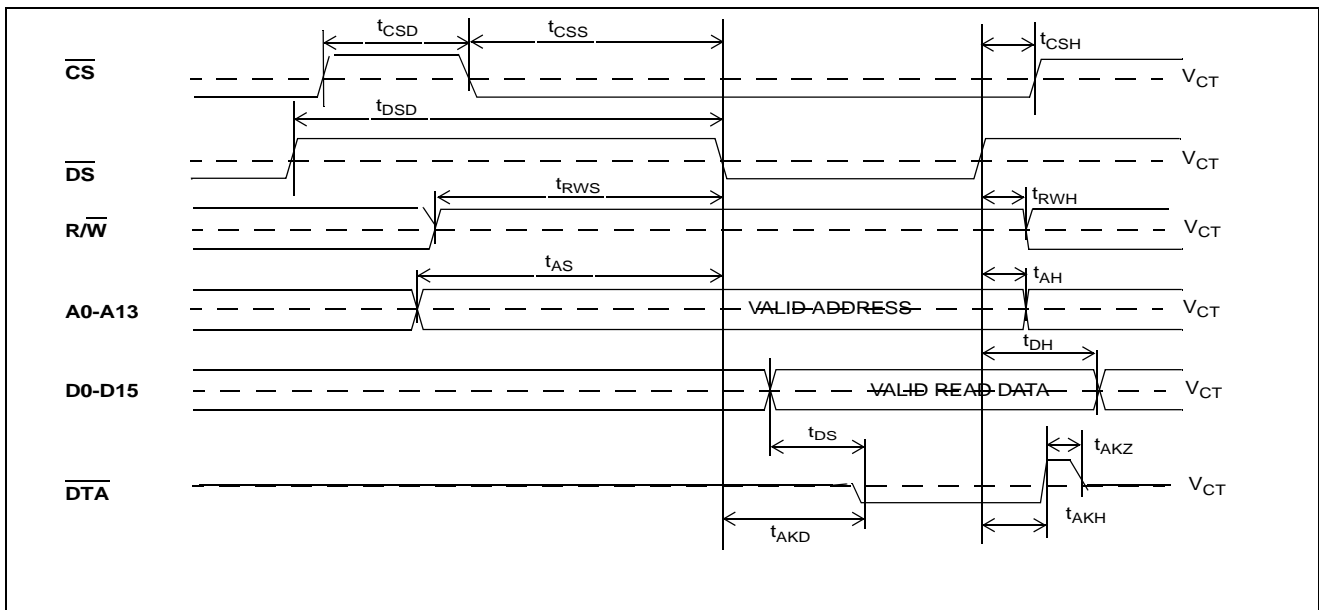 tCSD
tCSS
tCSH
CS
VCT
tDSD
DS
VCT
tRWS
tRWH
R/W
VCT
tAS
tAH
A0-A13
VALID ADDRESS
VCT
tDH
D0-D15
VALID READ DATA
VCT
tDS
tAKZ
DTA
VCT
tAKD
tAKH